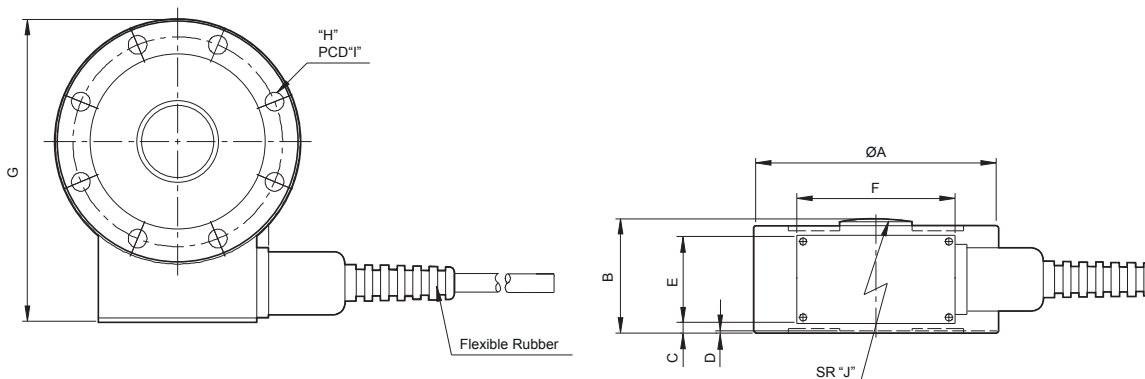 “H”
PCD“I”
G
Flexible Rubber
ØA
F
B
E
C
D
SR “J”